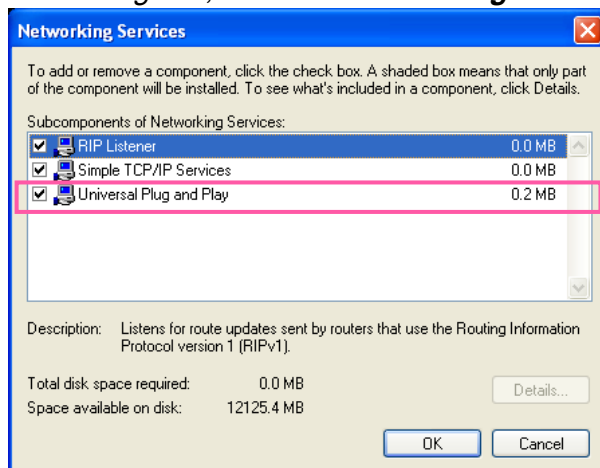 Networking Services
To add or remove a component, click the check box. A shaded box means that only part
of the component will be installed. To see what's included in a component, click Details.
Subcomponents of Networking Services:
RIP Listener 0.0 MB
Simple TCP/IP Services 0.0 MB
Universal Plug and Play 0.2 MB
Description: Listens for route updates sent by routers that use the Routing Information
Protocol version 1 (RIPv1).
Total disk space required: 0.0 MB
Details...
Space available on disk: 12125.4 MB
OK Cancel